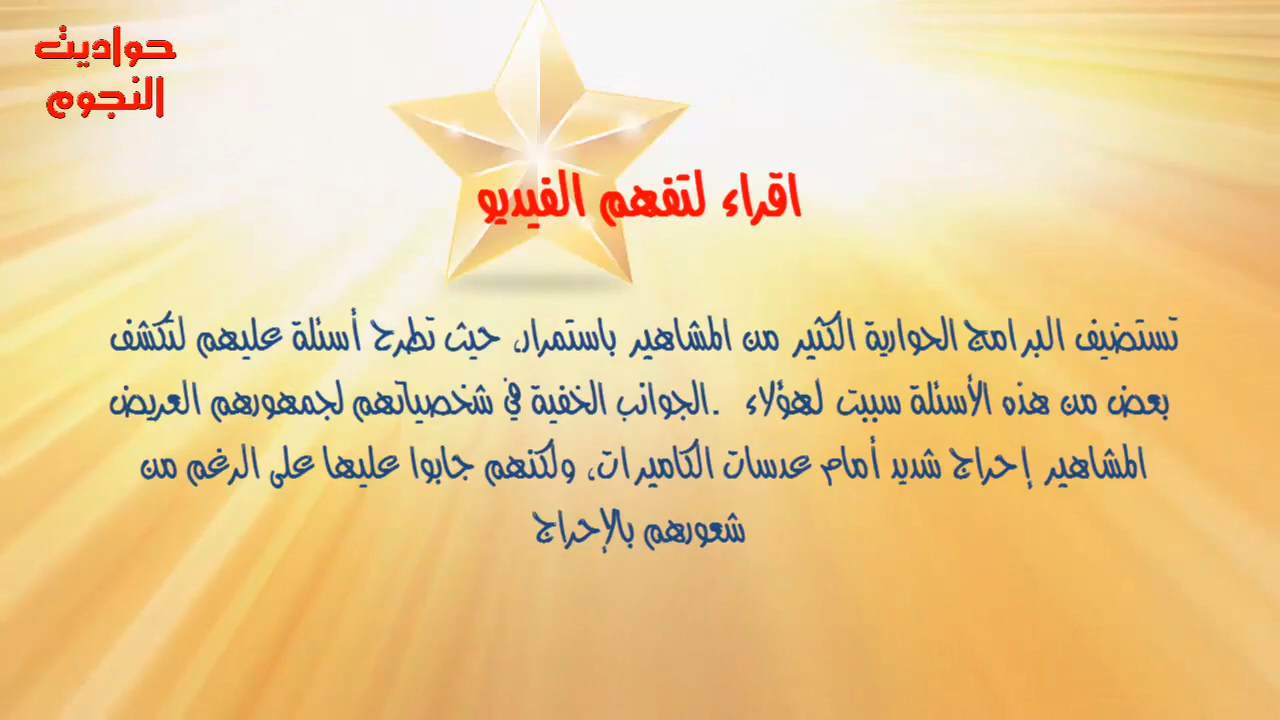 حواديت
النجوم
اقراء لتفهم الفيديو
تستضيف البرامج الحوارية الكثير من المشاهير باستمرار، حيث تطرح أسئلة عليهم لتكشف
بعض من هذه الأسئلة سببت لهؤلاء .الجوانب الخفية في شخصياتهم لجمهورهم العريض
المشاهير إحراج شديد أمام عدسات الكاميرات، ولكنهم جابوا عليها على الرغم من
شعورهم بالإحراج